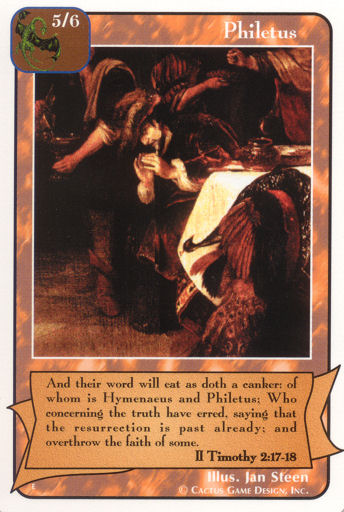 5/6
Philetus
And their word will eat as doth a canker: of
whom is Hymenaeus and Philetus; Who
concerning the truth have erred, saying that
the resurrection is past already; and
overthrow the faith of some.
II Timothy 2:17-18
Illus. Jan Steen
E
© Cactus Game Design, Inc.